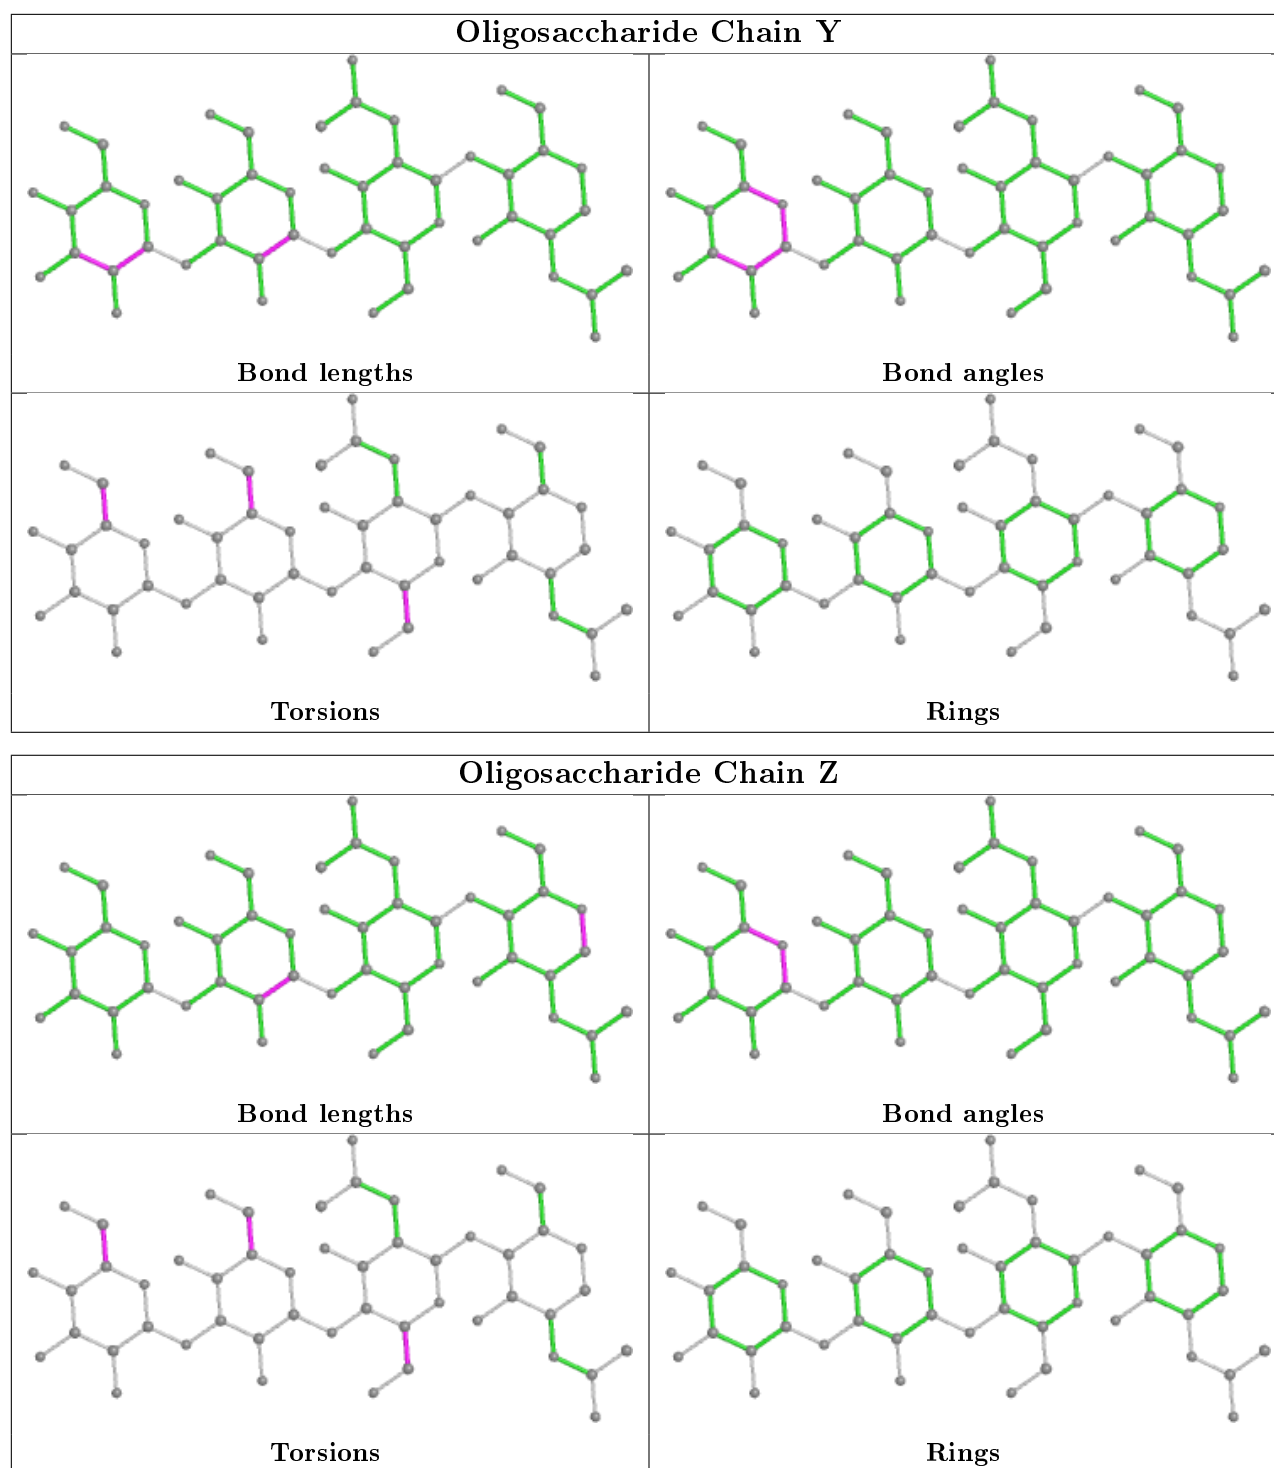 Oligosaccharide Chain Y
Bond lengths
Bond angles
Torsions
Rings
Oligosaccharide Chain Z
Bond lengths
Bond angles
Torsions
Rings